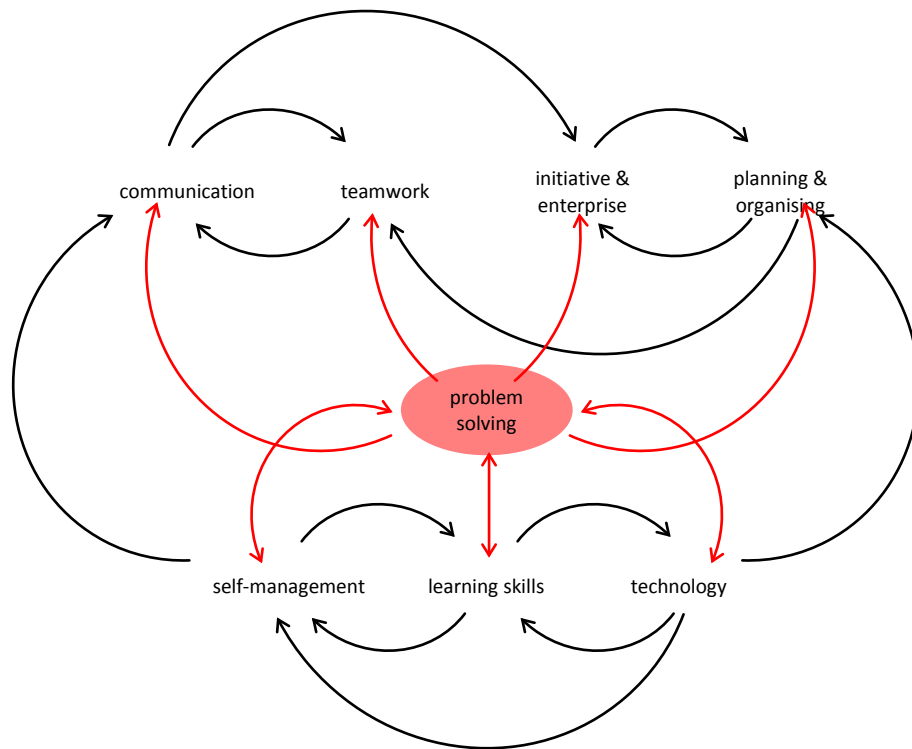 communication
teamwork
initiative &
enterprise
planning &
organising
problem
solving
self-management
learning skills
technology